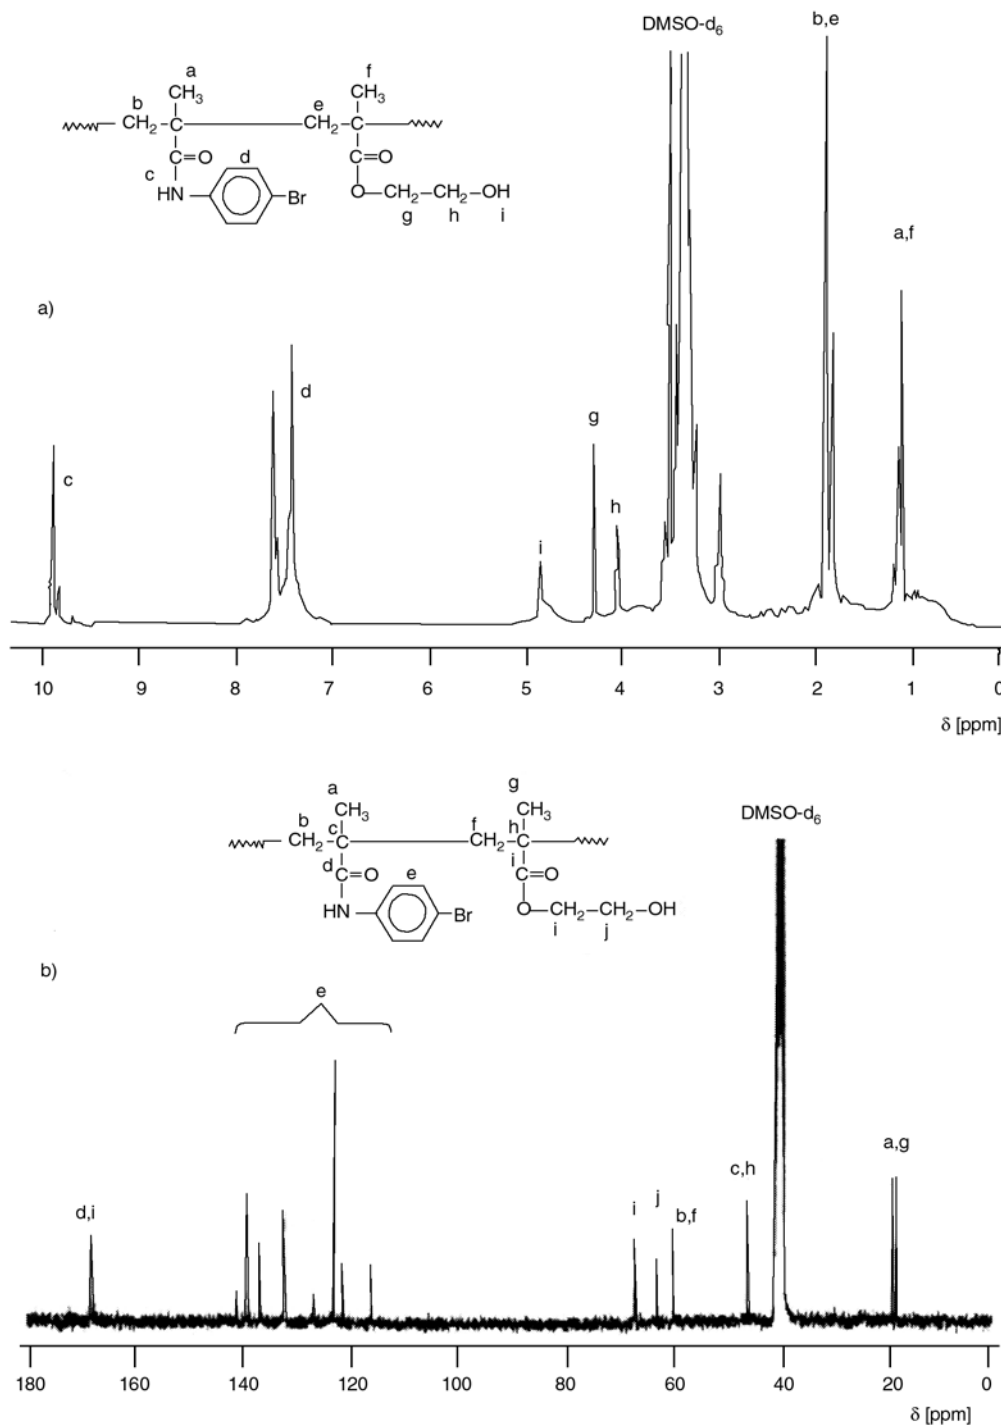 DMSO-d6
b,e
a
f
CH3
CH3
b
e
CH2
C
CH2
C
a,f
C=O
d
C=O
c
HN
Br
O
CH2
CH2
OH
g
h
i
a)
d
g
c
h
i
10
9
8
7
6
5
4
3
2
1
0
δ [ppm]
a
g
CH3
CH3
DMSO-d6
b
c
f
h
CH2
C
CH2
C
d
i
C=O
e
C=O
HN
Br
O
CH2
CH2
OH
i
j
b)
e
a,g
c,h
j
i
b,f
d,i
180
160
140
120
100
80
60
40
20
0
δ [ppm]